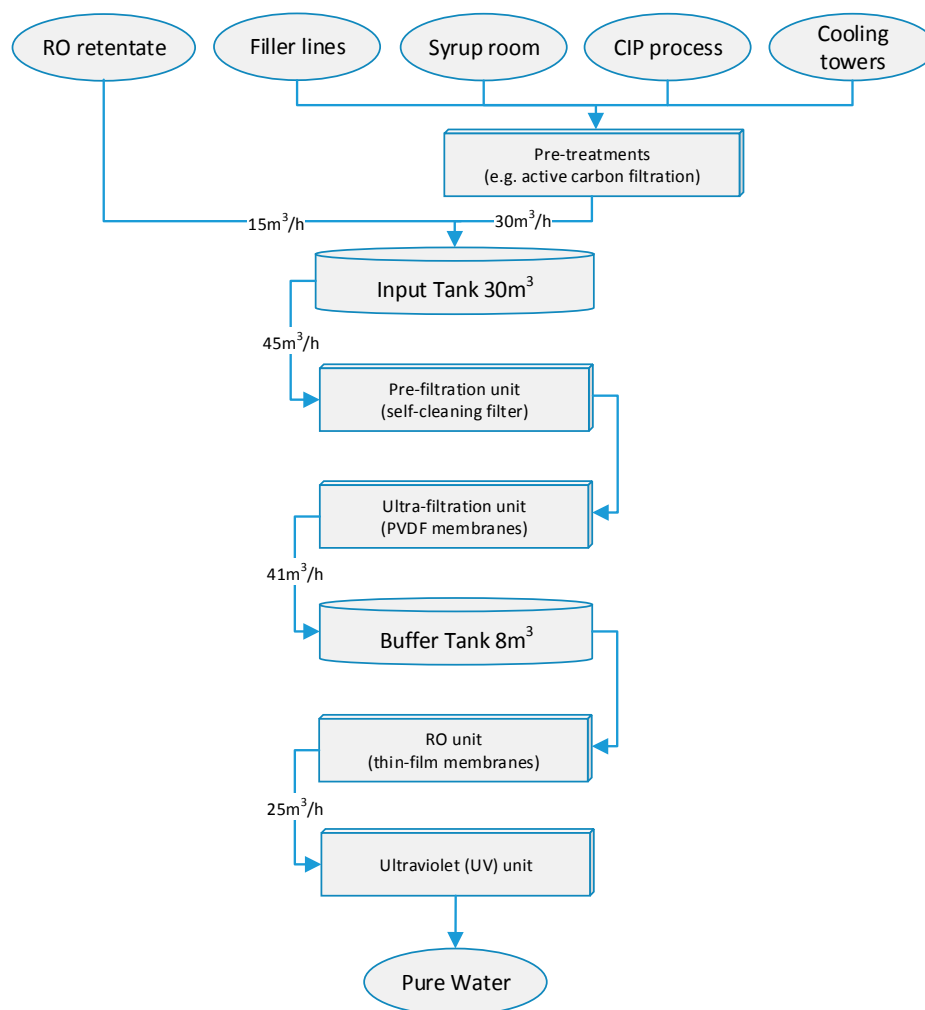 RO retentate
Filler lines
Syrup room
CIP process
Cooling
towers
Pre-treatments
(e.g. active carbon filtration)
15m³/h
30m³/h
Input Tank 30m³
45m³/h
Pre-filtration unit
(self-cleaning filter)
Ultra-filtration unit
(PVDF membranes)
41m³/h
Buffer Tank 8m³
RO unit
(thin-film membranes)
25m³/h
Ultraviolet (UV) unit
Pure Water